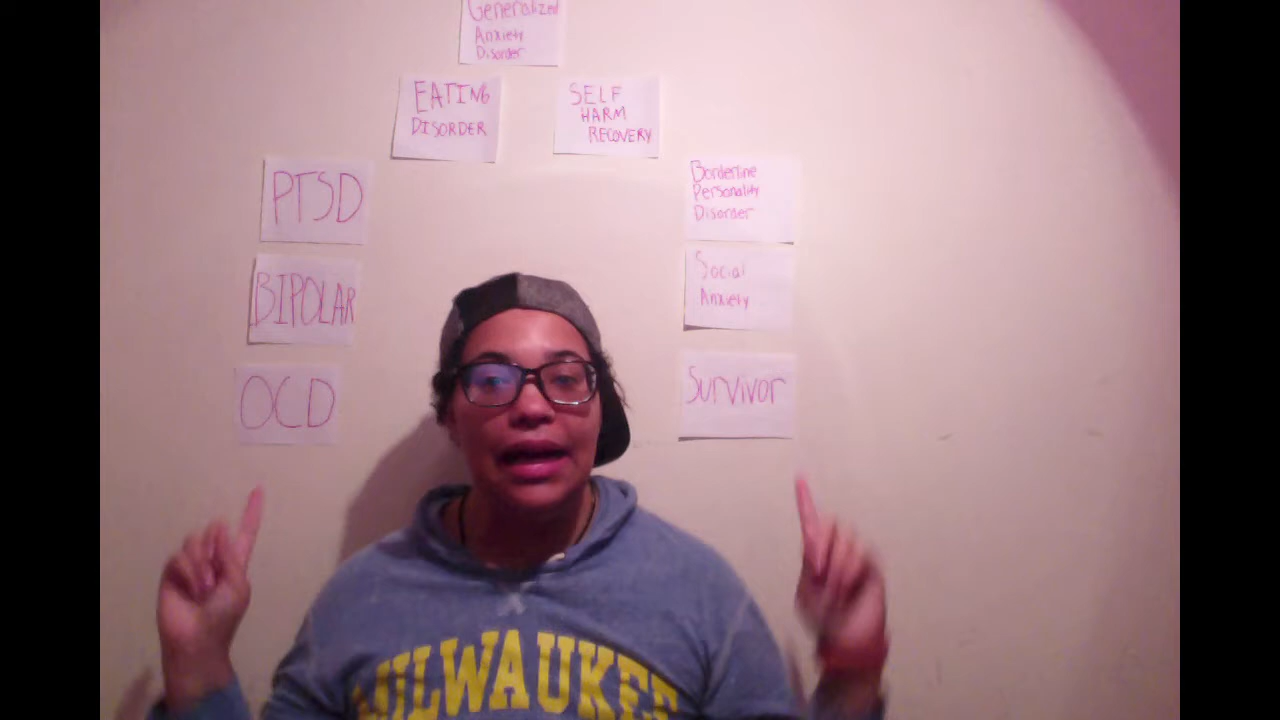 Generalized
Anxiety
Disorder
EATING
DISORDER
SELF
HARM
RECOVERY
PTSD
Borderline
Personality
Disorder
BIPOLAR
Social
Anxiety
OCD
Survivor
MILWAUKEE